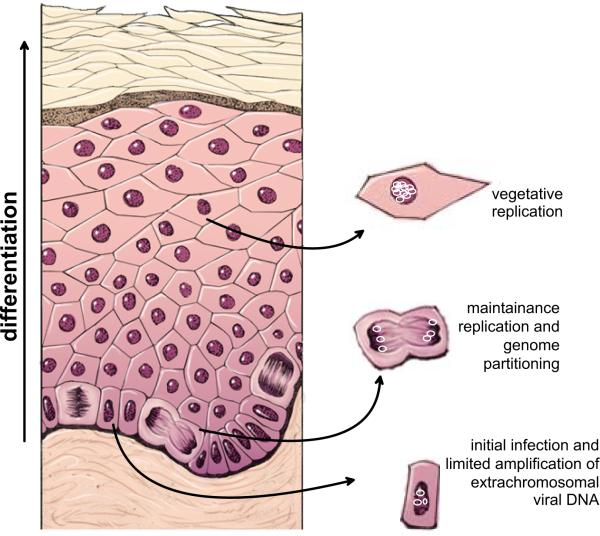 differentiation
vegetative
replication
maintainance
replication and
genome
partitioning
initial infection and
limited amplification of
extrachromosomal
viral DNA